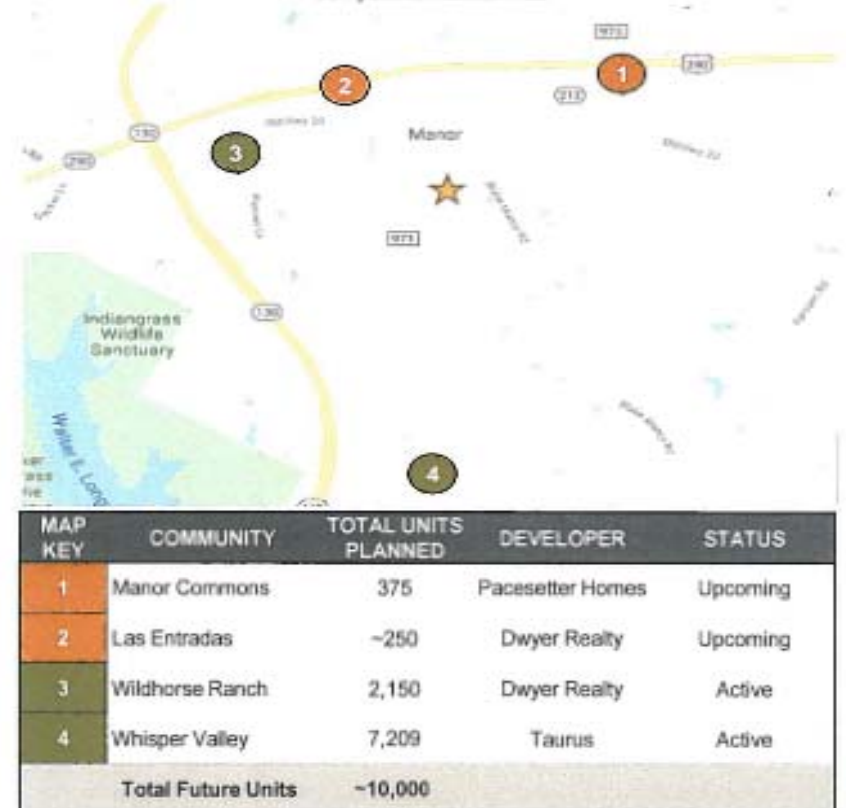 973
1
290
2
212
130
Manor
3
290
973
130
Indiangrass
Wildlife
Sanctuary
Walter E. Long
4
MAP KEY COMMUNITY TOTAL UNITS PLANNED DEVELOPER STATUS
1 Manor Commons 375 Pacesetter Homes Upcoming
2 Las Entradas ~250 Dwyer Realty Upcoming
3 Wildhorse Ranch 2,150 Dwyer Realty Active
4 Whisper Valley 7,209 Taurus Active
Total Future Units ~10,000